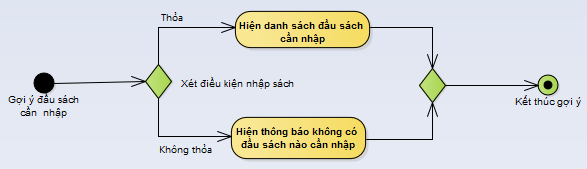 Thỏa
Hiện danh sách đầu sách
cần nhập
Gợi ý đầu sách
cần nhập
Xét điều kiện nhập sách
Kết thúc gợi ý
Không thỏa
Hiện thông báo không có
đầu sách nào cần nhập